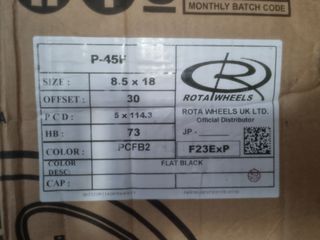 MONTHLY BATCH CODE
P-45F
SIZE : 8.5 x 18
OFFSET : 30
P C D : 5 x 114.3
HB : 73
COLOR : PCFB2
COLOR DESC: FLAT BLACK
CAP :
ROTA WHEELS
ROTA WHEELS UK LTD.
Official Distributor
JP -
F23ExP